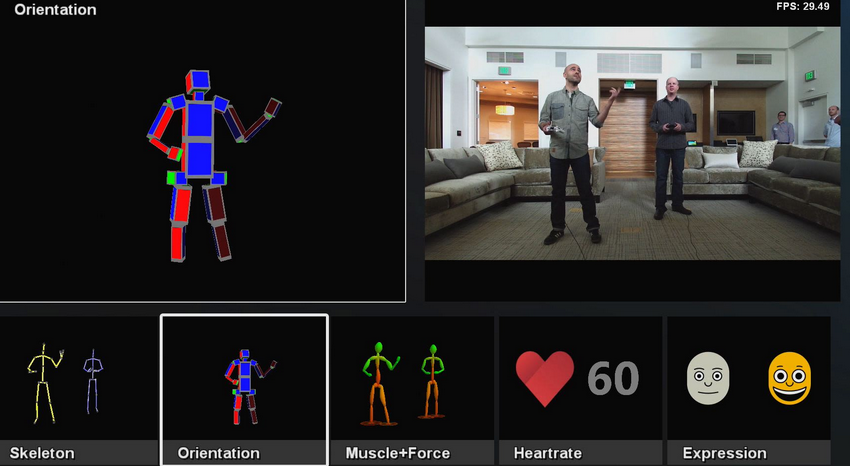 Orientation
FPS: 29.49
60
Skeleton
Orientation
Muscle+Force
Heartrate
Expression